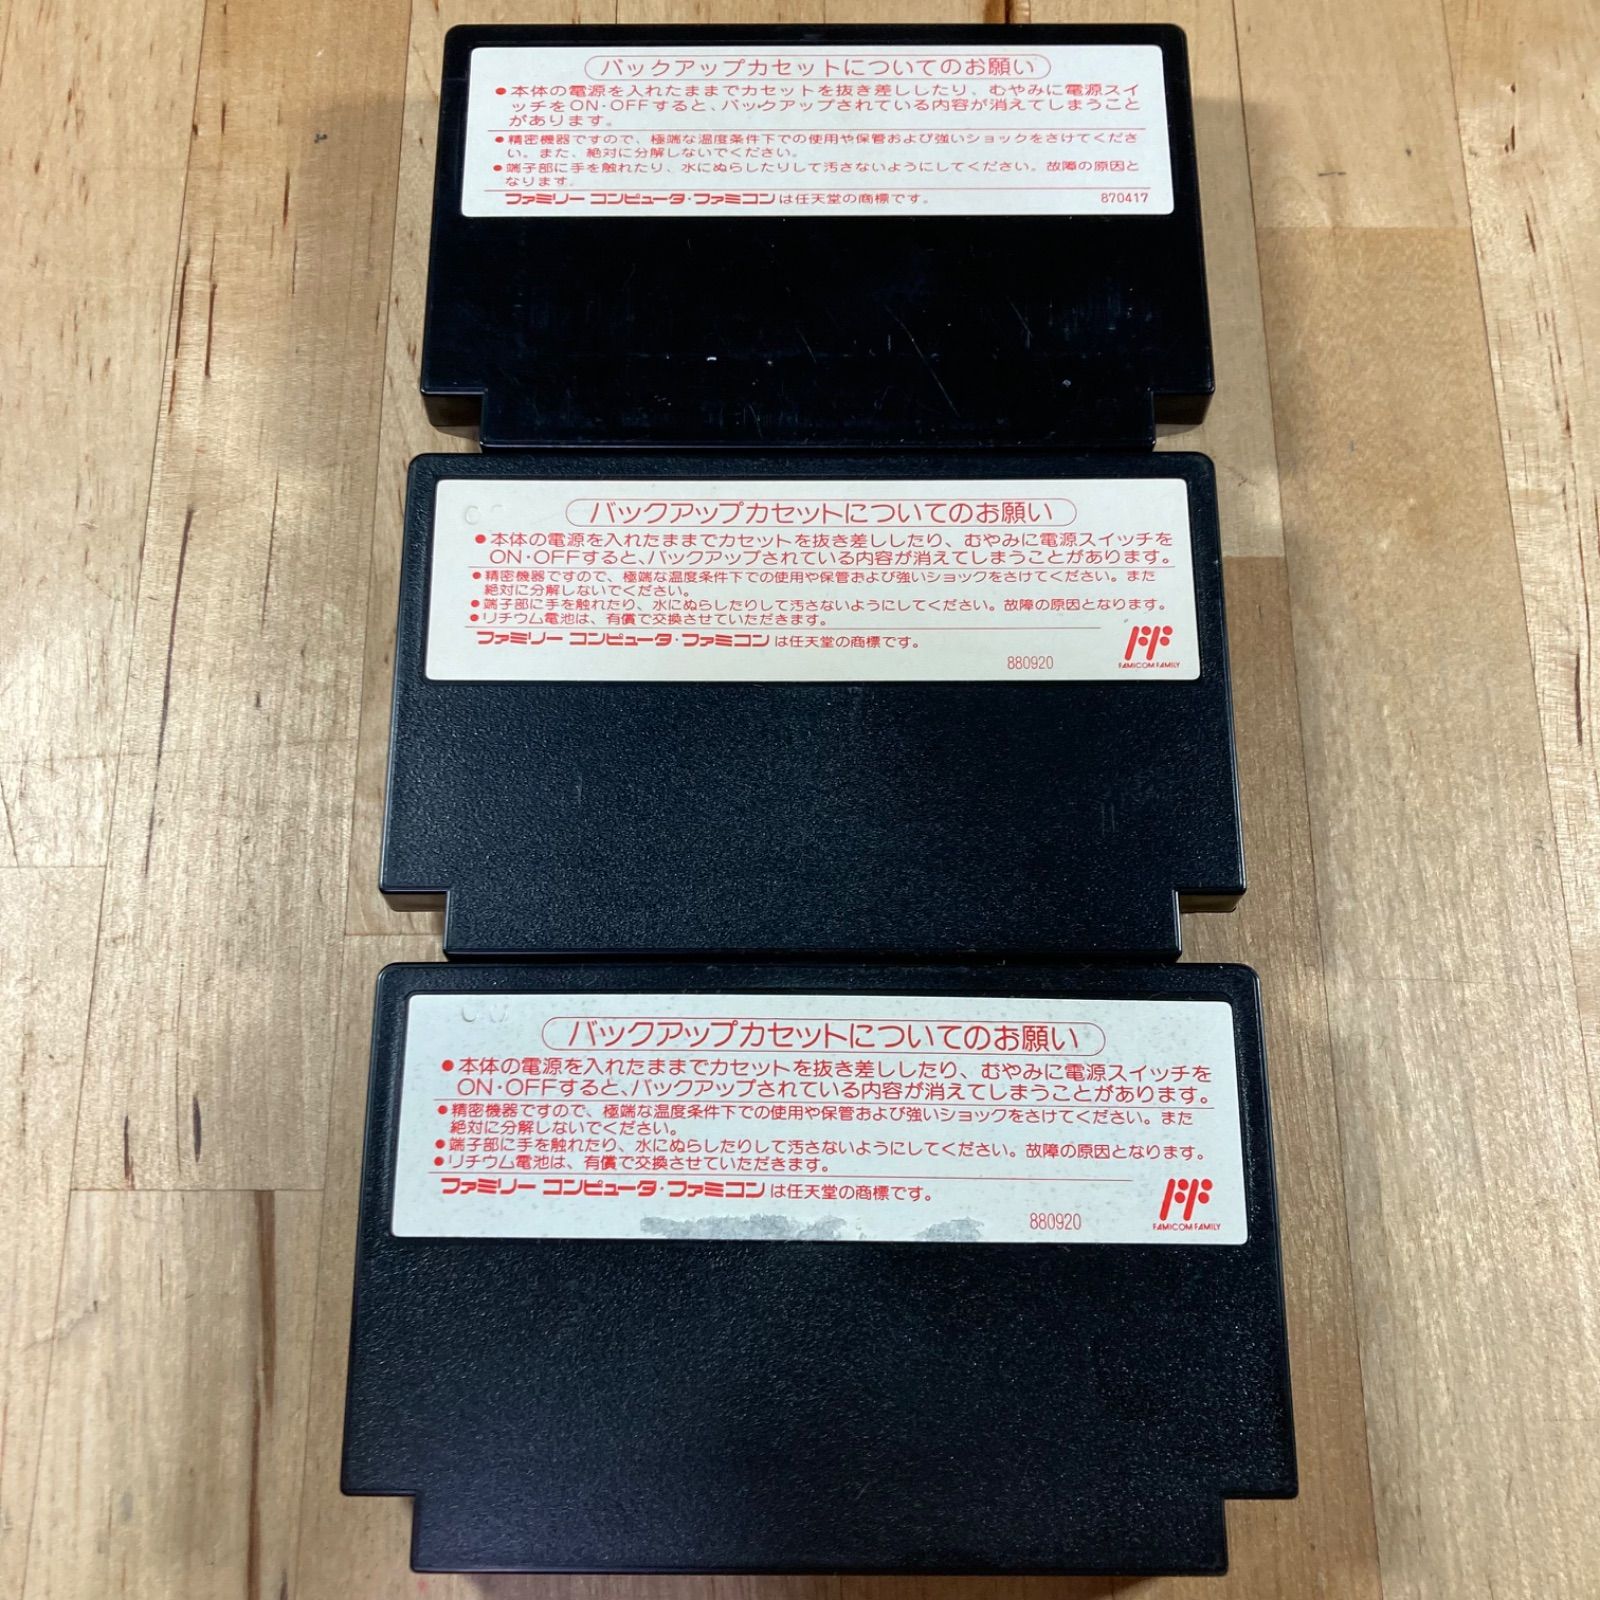 バックアップカセットについてのお願い
●本体の電源を入れたままでカセットを抜き差ししたり、むやみに電源スイ
ッチをON・OFFすると、バックアップされている内容が消えてしまうこと
があります。
●精密機器ですので、極端な温度条件下での使用や保管および強いショックをさけてくださ
い。また、絶対に分解しないでください。
●端子部に手を触れたり、水にぬらしたりして汚さないようにしてください。故障の原因と
なります。
ファミリーコンピュータ・ファミコンは任天堂の商標です。
870417
バックアップカセットについてのお願い
●本体の電源を入れたままでカセットを抜き差ししたり、むやみに電源スイッチを
ON・OFFすると、バックアップされている内容が消えてしまうことがあります。
●精密機器ですので、極端な温度条件下での使用や保管および強いショックをさけてください。また
絶対に分解しないでください。
●端子部に手を触れたり、水にぬらしたりして汚さないようにしてください。故障の原因となります。
●リチウム電池は、有償で交換させていただきます。
ファミリーコンピュータ・ファミコンは任天堂の商標です。
880920
FAMICOM FAMILY
バックアップカセットについてのお願い
●本体の電源を入れたままでカセットを抜き差ししたり、むやみに電源スイッチを
ON・OFFすると、バックアップされている内容が消えてしまうことがあります。
●精密機器ですので、極端な温度条件下での使用や保管および強いショックをさけてください。また
絶対に分解しないでください。
●端子部に手を触れたり、水にぬらしたりして汚さないようにしてください。故障の原因となります。
●リチウム電池は、有償で交換させていただきます。
ファミリーコンピュータ・ファミコンは任天堂の商標です。
880920
FAMICOM FAMILY